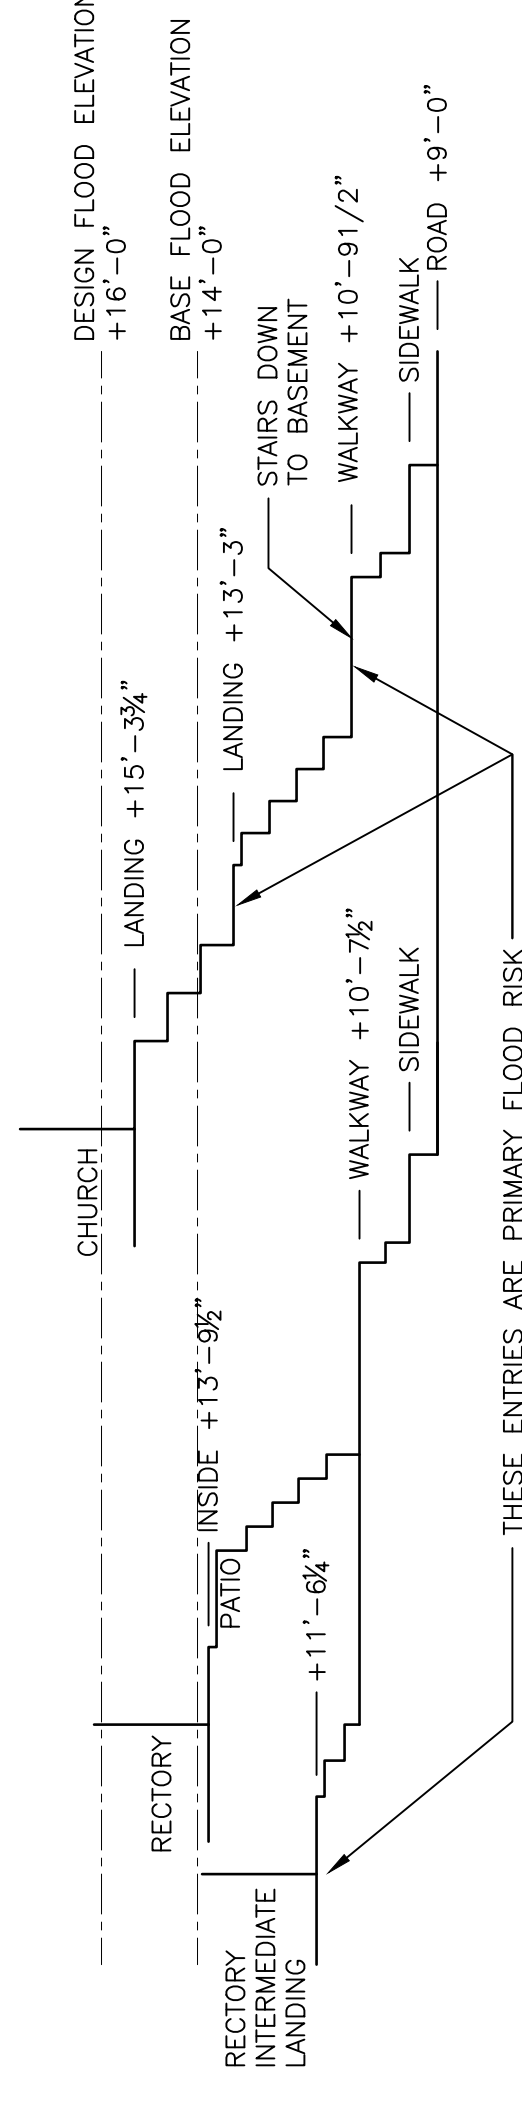 DESIGN FLOOD ELEVATION
+16'-0"
BASE FLOOD ELEVATION
+14'-0"
CHURCH
LANDING +15'-3¾"
LANDING +13'-3"
STAIRS DOWN
TO BASEMENT
WALKWAY +10'-91/2"
SIDEWALK
ROAD +9'-0"
RECTORY
INSIDE +13'-9½"
PATIO
WALKWAY +10'-7½"
SIDEWALK
RECTORY
INTERMEDIATE
LANDING
+11'-6¼"
THESE ENTRIES ARE PRIMARY FLOOD RISK